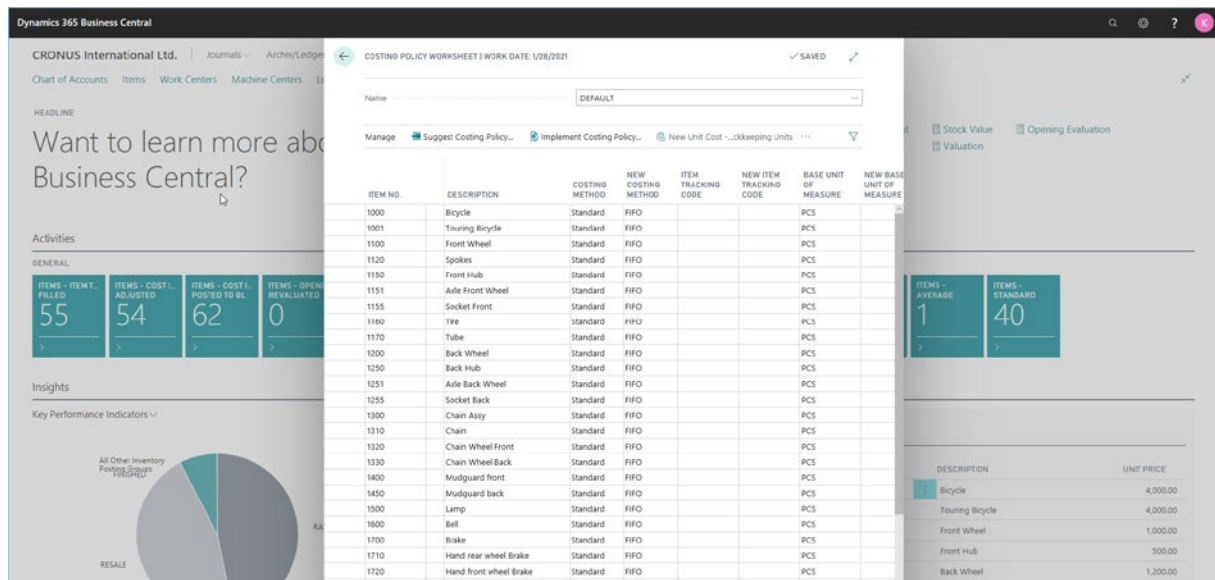 Dynamics 365 Business Central
?
K
CRONUS International Ltd.
Journals
Chart of Accounts Items Work Centers Machine Centers
HEADLINE
Want to learn more abo
Business Central?
Activities
GENERAL
ITEMS - ITEM T...
FILLED
55
ITEMS - COST I...
ADJUSTED
54
ITEMS - COST I...
POSTED TO GL
62
ITEMS - OPENI
REVALUATED
0
Insights
Key Performance Indicators
All Other Inventory
Posting Groups
FINISHED
RESALE
RA
COSTING POLICY WORKSHEET | WORK DATE: 1/28/2021
SAVED
Name
DEFAULT
...
Manage Suggest Costing Policy... Implement Costing Policy... New Unit Cost -...ckkeeping Units ...
ITEM NO. DESCRIPTION COSTING METHOD NEW COSTING METHOD ITEM TRACKING CODE NEW ITEM TRACKING CODE BASE UNIT OF MEASURE NEW BASE UNIT OF MEASURE
1000 Bicycle Standard FIFO PCS
1001 Touring Bicycle Standard FIFO PCS
1100 Front Wheel Standard FIFO PCS
1120 Spokes Standard FIFO PCS
1150 Front Hub Standard FIFO PCS
1151 Axle Front Wheel Standard FIFO PCS
1155 Socket Front Standard FIFO PCS
1160 Tire Standard FIFO PCS
1170 Tube Standard FIFO PCS
1200 Back Wheel Standard FIFO PCS
1250 Back Hub Standard FIFO PCS
1251 Axle Back Wheel Standard FIFO PCS
1255 Socket Back Standard FIFO PCS
1300 Chain Assy Standard FIFO PCS
1310 Chain Standard FIFO PCS
1320 Chain Wheel Front Standard FIFO PCS
1330 Chain Wheel Back Standard FIFO PCS
1400 Mudguard front Standard FIFO PCS
1450 Mudguard back Standard FIFO PCS
1500 Lamp Standard FIFO PCS
1600 Bell Standard FIFO PCS
1700 Brake Standard FIFO PCS
1710 Hand rear wheel Brake Standard FIFO PCS
1720 Hand front wheel Brake Standard FIFO PCS
Stock Value Opening Evaluation
Valuation
ITEMS -
AVERAGE
1
ITEMS -
STANDARD
40
DESCRIPTION UNIT PRICE
Bicycle 4,000.00
Touring Bicycle 4,000.00
Front Wheel 1,000.00
Front Hub 500.00
Back Wheel 1,200.00